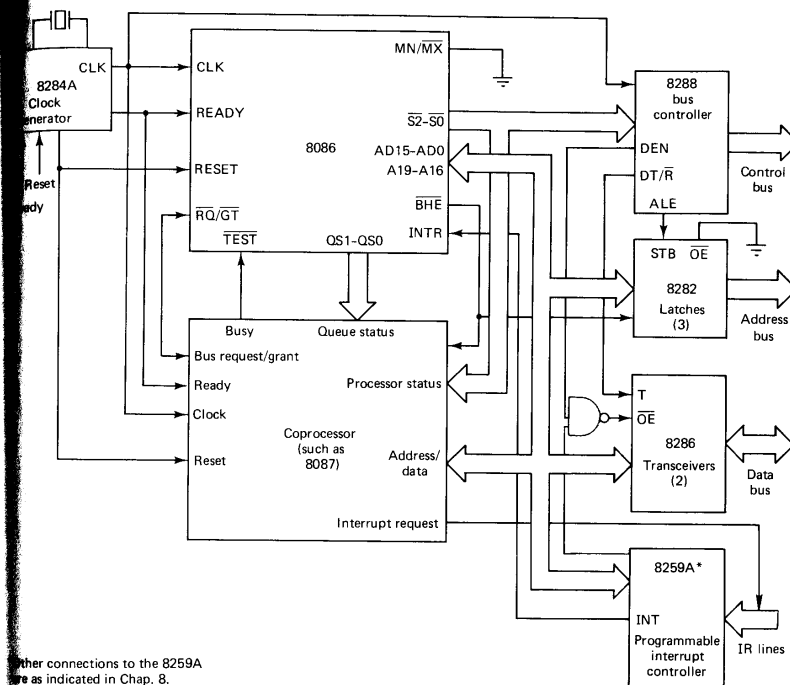 8284A
Clock
CLK
Reset
CLK
READY
RESET
RQ/GT
TEST
8086
MN/MX
S2-S0
AD15-AD0
A19-A16
BHE
INTR
QS1-QS0
8288
bus
controller
DEN
DT/R
ALE
Control
bus
STB OE
8282
Latches
(3)
Address
bus
Busy
Queue status
Bus request/grant
Ready
Clock
Reset
Processor status
Coprocessor
(such as
8087)
Address/
data
Interrupt request
T
OE
8286
Transceivers
(2)
Data
bus
8259A*
INT
Programmable
interrupt
controller
IR lines
connections to the 8259A
as indicated in Chap. 8.